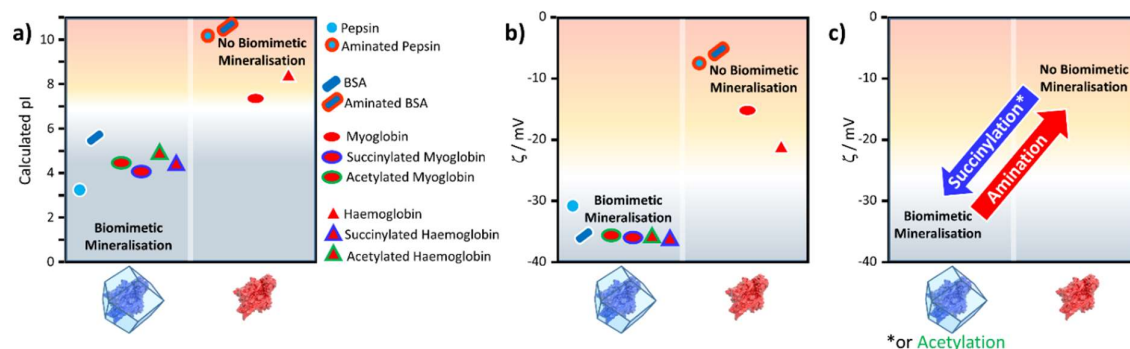 a)
Calculated pI
10
8
6
4
2
0
No Biomimetic
Mineralisation
Biomimetic
Mineralisation
Pepsin
Aminated Pepsin
BSA
Aminated BSA
Myoglobin
Succinylated Myoglobin
Acetylated Myoglobin
Haemoglobin
Succinylated Haemoglobin
Acetylated Haemoglobin
b)
ζ / mV
-0
-10
-20
-30
-40
No Biomimetic
Mineralisation
Biomimetic
Mineralisation
c)
ζ / mV
-0
-10
-20
-30
-40
No Biomimetic
Mineralisation
Succinylation*
Amination
Biomimetic
Mineralisation
*or Acetylation